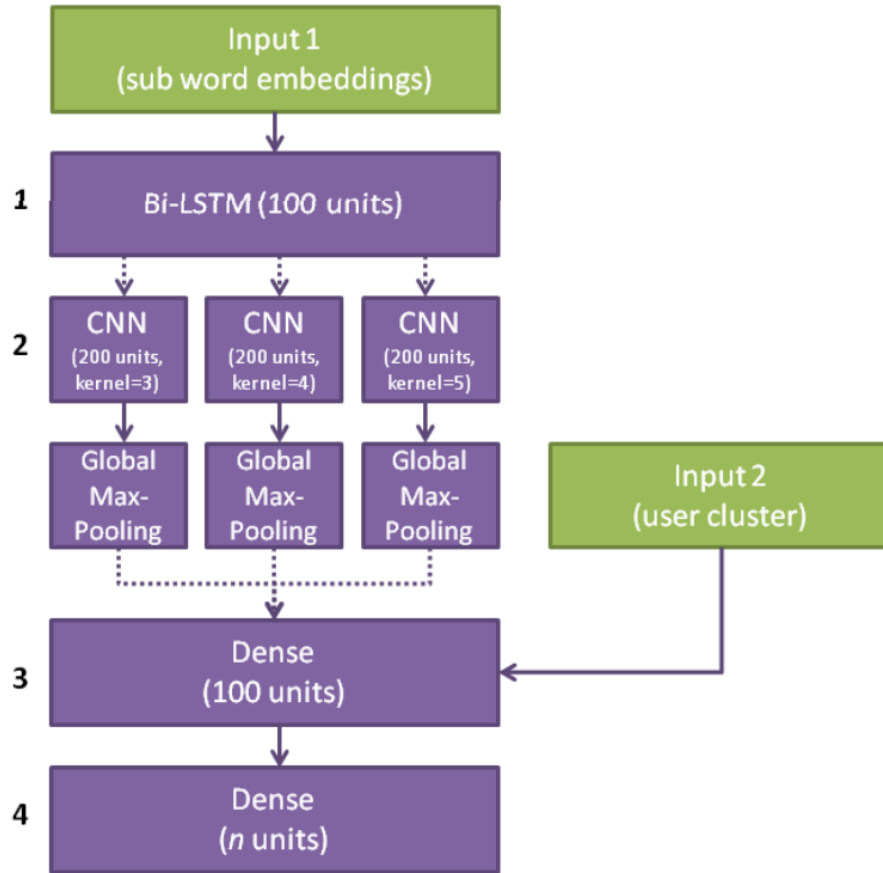 Input 1
(sub word embeddings)
1
Bi-LSTM (100 units)
2
CNN
(200 units,
kernel=3)
CNN
(200 units,
kernel=4)
CNN
(200 units,
kernel=5)
Global
Max-
Pooling
Global
Max-
Pooling
Global
Max-
Pooling
Input 2
(user cluster)
3
Dense
(100 units)
4
Dense
(n units)